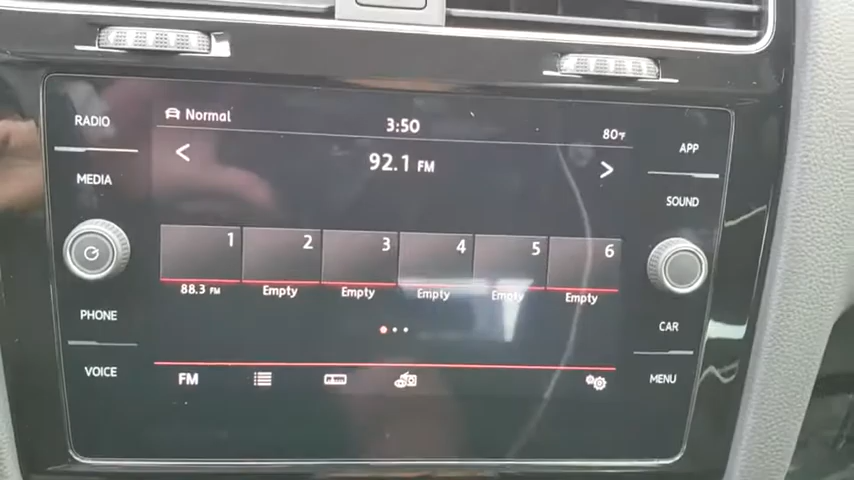 RADIO
MEDIA
PHONE
VOICE
Normal
3:50
80°F
92.1 FM
1 2 3 4 5 6
88.3 FM Empty Empty Empty Empty Empty
FM
APP
SOUND
CAR
MENU